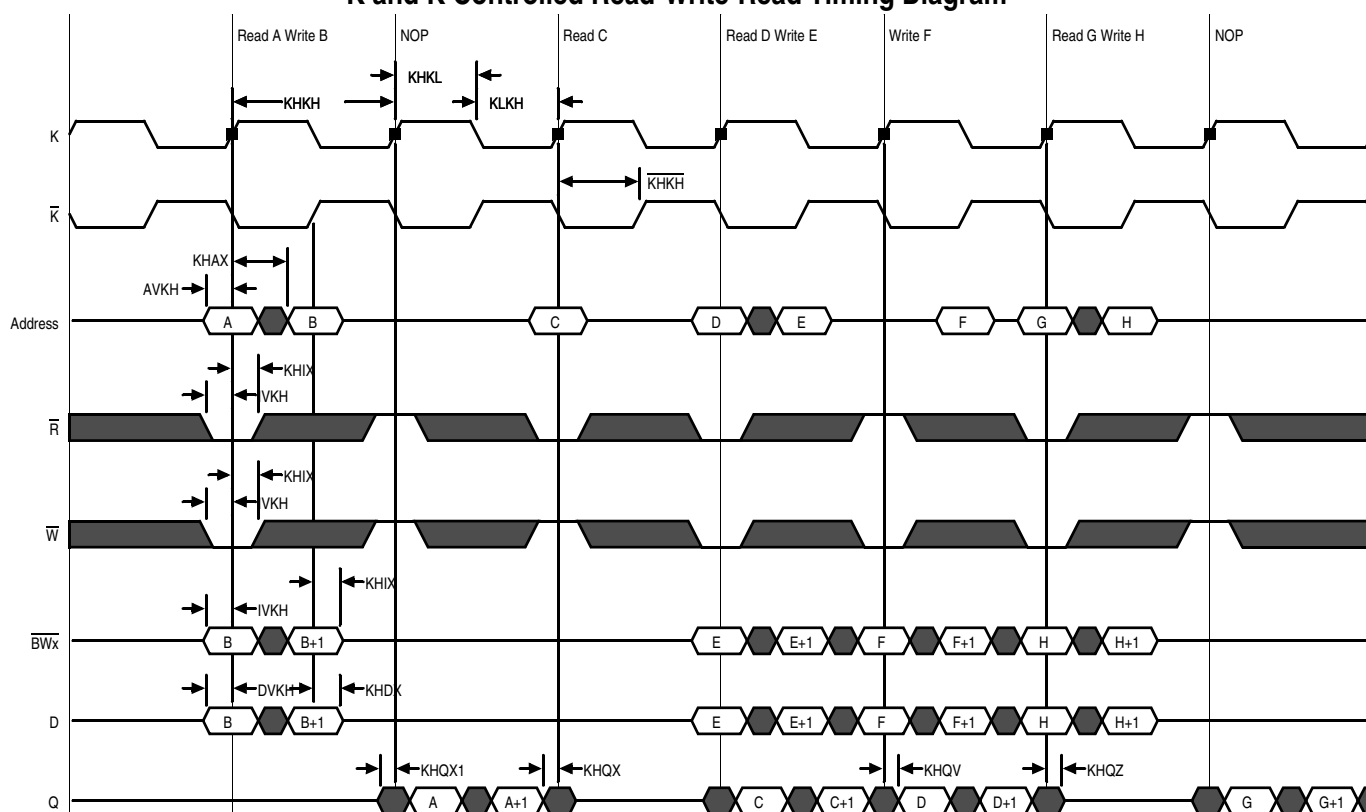 K and K Controlled Read-Write-Read Timing Diagram
Read A Write B NOP Read C Read D Write E Write F Read G Write H NOP
KHKL
KHKH KLKH
K
KHKH
K
KHAX
AVKH
Address A B C D E F G H
KHIX
VKH
R
KHIX
VKH
W
KHIX
IVKH
BWx B B+1 E E+1 F F+1 H H+1
DVKH KHDX
D B B+1 E E+1 F F+1 H H+1
KHQX1 KHQX KHQV KHQZ
Q A A+1 C C+1 D D+1 G G+1